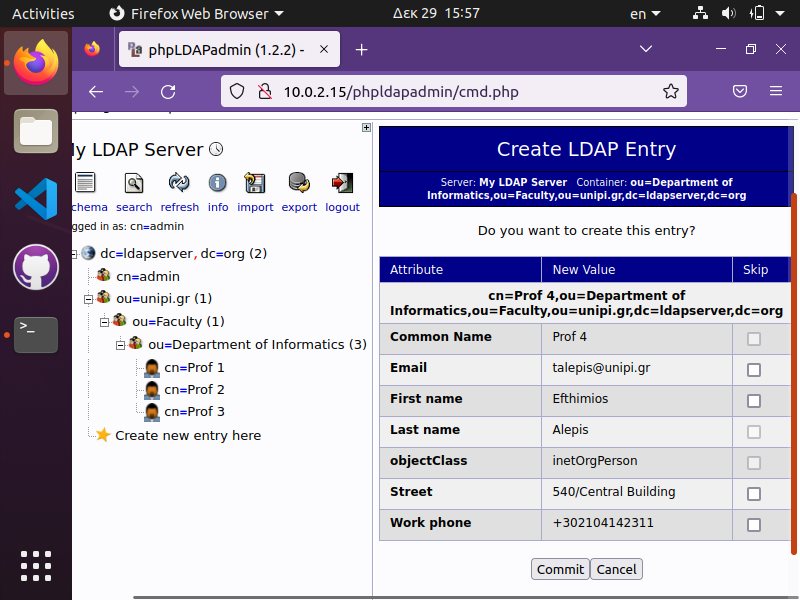 Activities
Firefox Web Browser
Δεκ 29 15:57
en
phpLDAPadmin (1.2.2) -
10.0.2.15/phpldapadmin/cmd.php
My LDAP Server
chema
search
refresh
info
import
export
logout
gged in as: cn=admin
dc=ldapserver,dc=org (2)
cn=admin
ou=unipi.gr (1)
ou=Faculty (1)
ou=Department of Informatics (3)
cn=Prof 1
cn=Prof 2
cn=Prof 3
Create new entry here
Create LDAP Entry
Server: My LDAP Server Container: ou=Department of
Informatics,ou=Faculty,ou=unipi.gr,dc=ldapserver,dc=org
Do you want to create this entry?
Attribute New Value Skip
cn=Prof 4,ou=Department of
Informatics,ou=Faculty,ou=unipi.gr,dc=ldapserver,dc=org
Common Name Prof 4
Email talepis@unipi.gr
First name Efthimios
Last name Alepis
objectClass inetOrgPerson
Street 540/Central Building
Work phone +302104142311
Commit Cancel